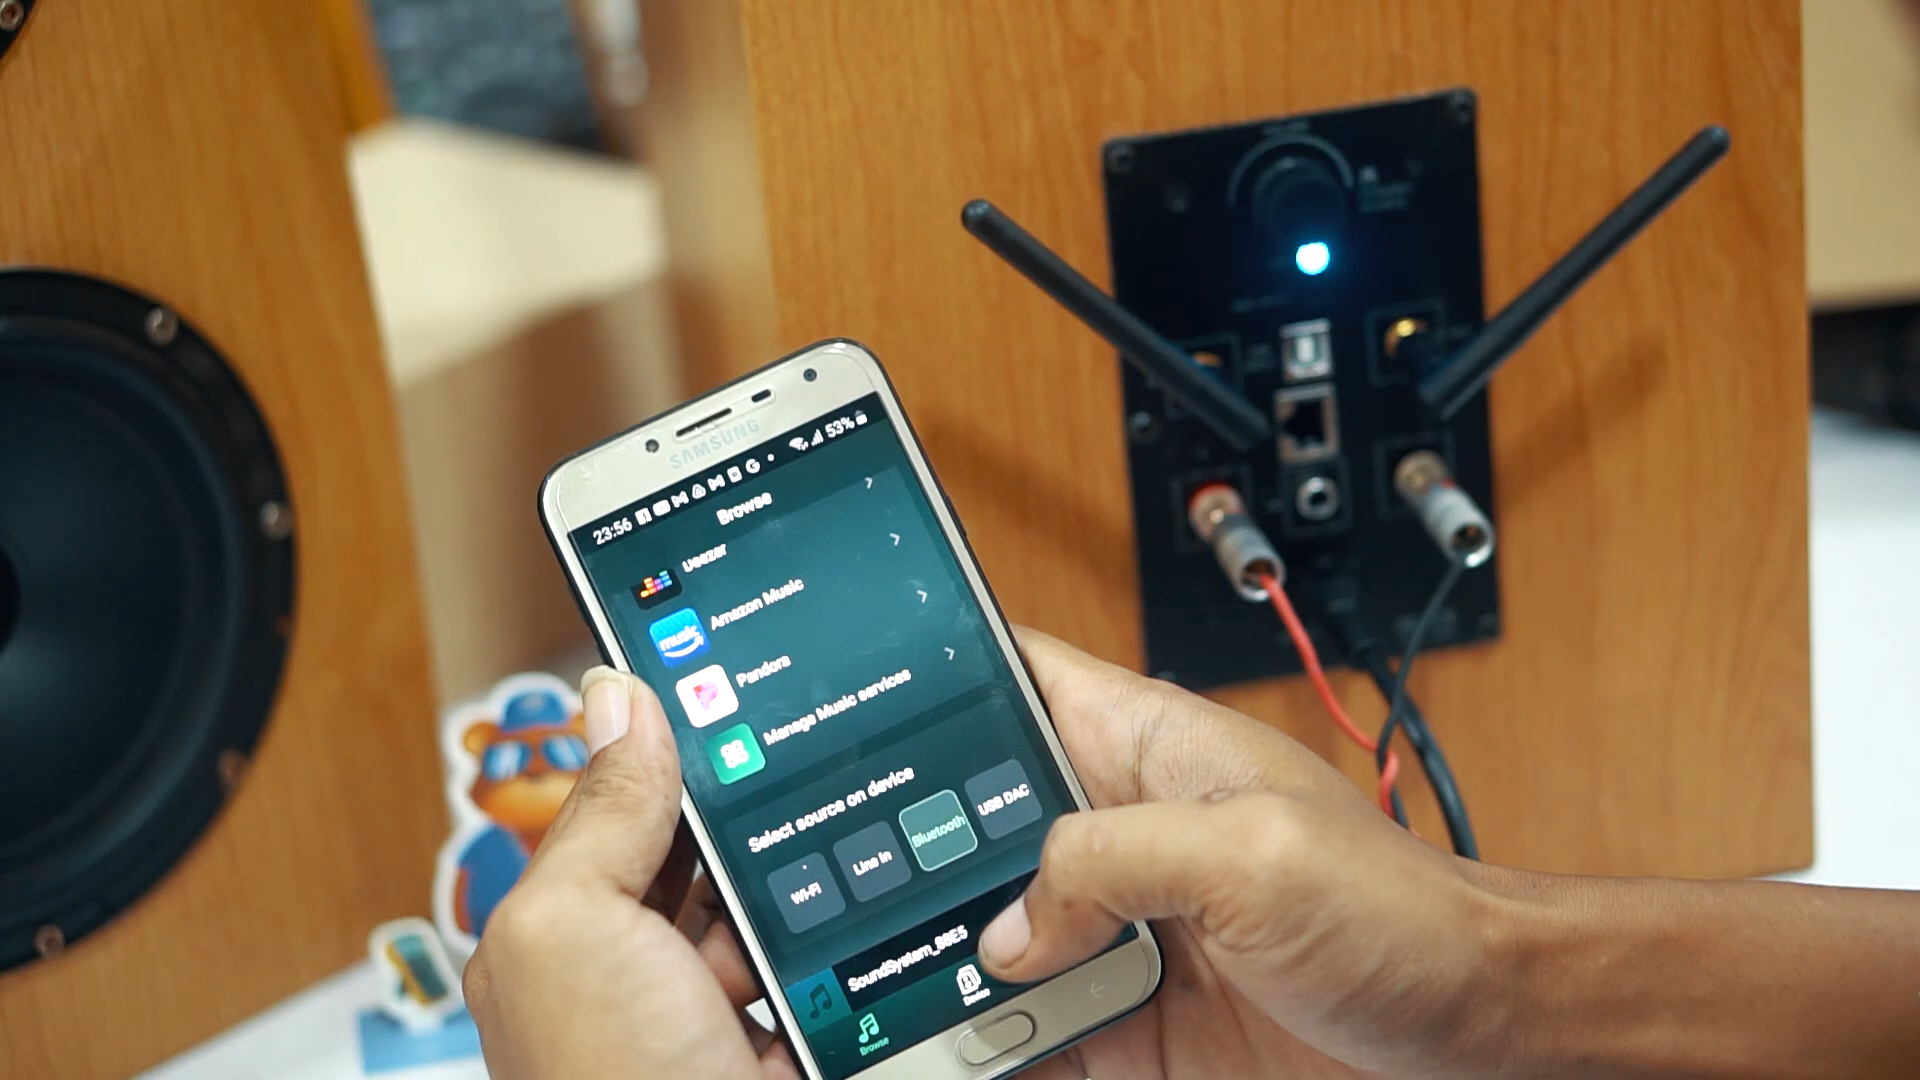 SAMSUNG
23:56
53%
Browse
Deezer
Amazon Music
music
Pandora
Manage Music services
Select source on device
Wi-Fi
Line In
Bluetooth
USB DAC
SoundSystem_88E5
Browse
Device